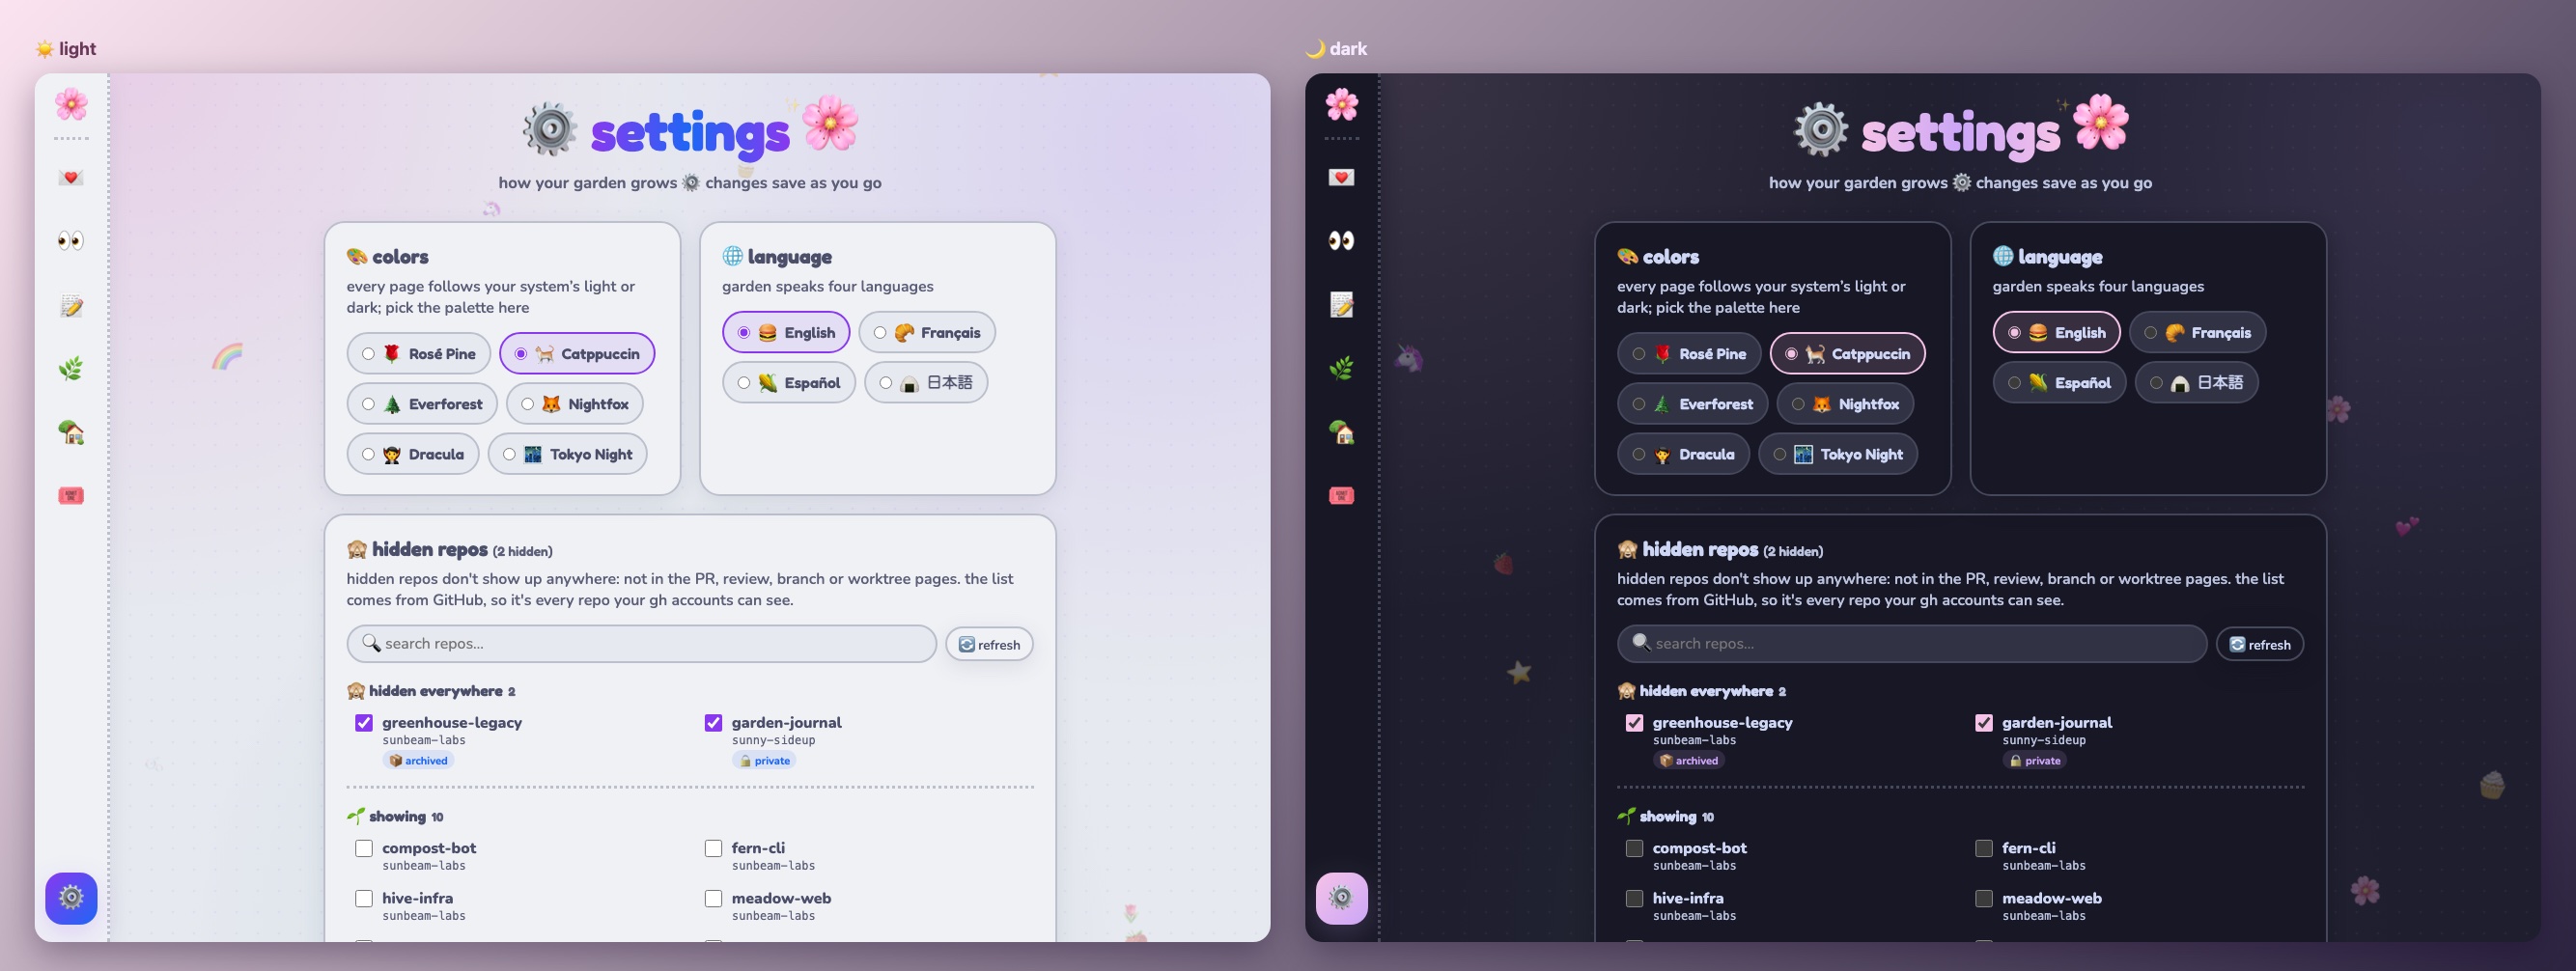 light
settings
how your garden grows ⚙️ changes save as you go
🎨 colors
every page follows your system's light or
dark; pick the palette here
Rosé Pine
Catppuccin
Everforest
Nightfox
Dracula
Tokyo Night
🌐 language
garden speaks four languages
English
Français
Español
日本語
hidden repos (2 hidden)
hidden repos don't show up anywhere: not in the PR, review, branch or worktree pages. the list
comes from GitHub, so it's every repo your gh accounts can see.
search repos...
refresh
hidden everywhere 2
greenhouse-legacy
sunbeam-labs
archived
garden-journal
sunny-sideup
private
showing 10
compost-bot
sunbeam-labs
fern-cli
sunbeam-labs
hive-infra
sunbeam-labs
meadow-web
sunbeam-labs
dark
settings
how your garden grows ⚙️ changes save as you go
🎨 colors
every page follows your system's light or
dark; pick the palette here
Rosé Pine
Catppuccin
Everforest
Nightfox
Dracula
Tokyo Night
🌐 language
garden speaks four languages
English
Français
Español
日本語
hidden repos (2 hidden)
hidden repos don't show up anywhere: not in the PR, review, branch or worktree pages. the list
comes from GitHub, so it's every repo your gh accounts can see.
search repos...
refresh
hidden everywhere 2
greenhouse-legacy
sunbeam-labs
archived
garden-journal
sunny-sideup
private
showing 10
compost-bot
sunbeam-labs
fern-cli
sunbeam-labs
hive-infra
sunbeam-labs
meadow-web
sunbeam-labs